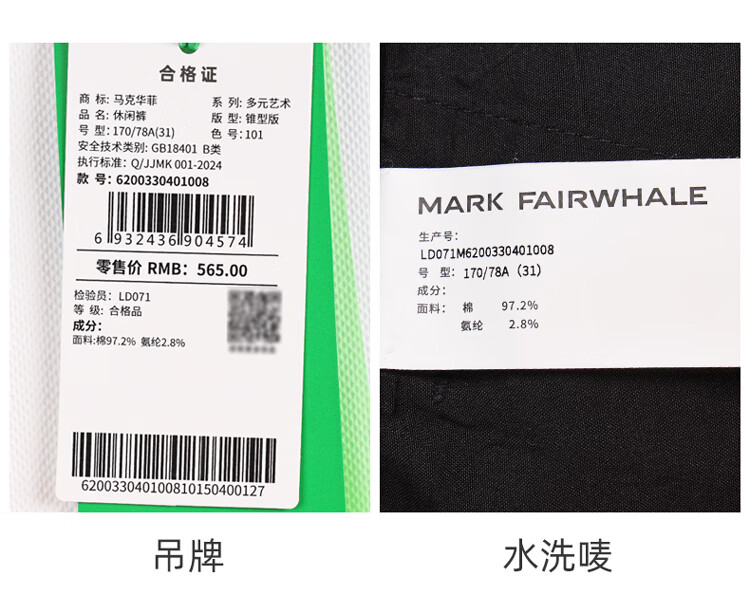 合格证
商 标: 马克华菲 系 列: 多元艺术
品 名: 休闲裤 版 型: 锥型版
号 型: 170/78A(31) 色 号: 101
安全技术类别: GB18401 B类
执行标准: Q/JJMK 001-2024
款 号: 6200330401008
6 932436 904574
零售价 RMB: 565.00
检验员: LD071
等 级: 合格品
成分:
面料:棉97.2% 氨纶2.8%
620033040100810150400127
吊牌
MARK FAIRWHALE
生产号:
LD071M6200330401008
号 型: 170/78A (31)
成分:
面料: 棉 97.2%
氨纶 2.8%
水洗唛